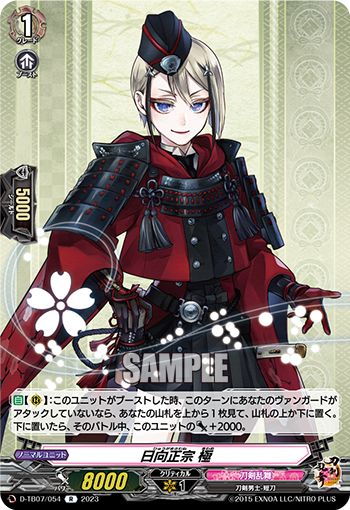 1
グレード
ブースト
5000
シールド
SAMPLE
自【(R)】：このユニットがブーストした時、このターンにあなたのヴァンガードが
アタックしていないなら、あなたの山札を上から1枚見て、山札の上か下に置く。
下に置いたら、そのバトル中、このユニットの+2000。
ノーマルユニット
日向正宗 極
パワー
8000
クリティカル
1
刀剣乱舞
刀剣男士・短刀
D-TB07/054 R 2023
©2015 EXNOA LLC/NITRO PLUS